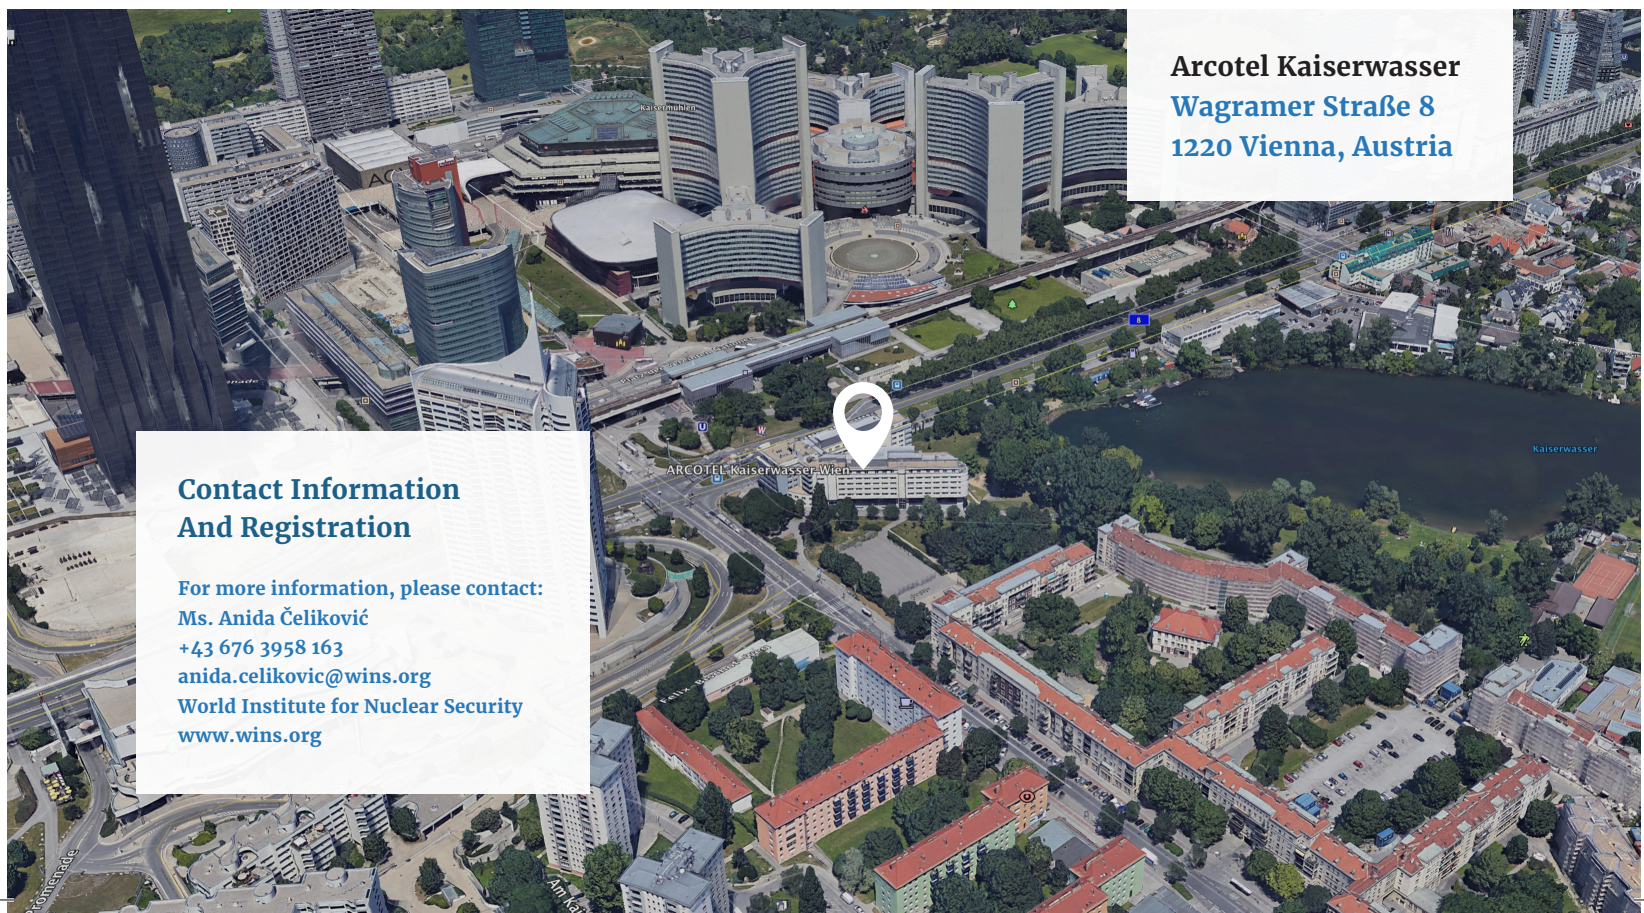 Arcotel Kaiserwasser
Wagramer Straße 8
1220 Vienna, Austria
Kaisermühlen
8
U
W
ARCOTEL Kaiserwasser Wien
Kaiserwasser
Contact Information
And Registration
For more information, please contact:
Ms. Anida Čeliković
+43 676 3958 163
anida.celikovic@wins.org
World Institute for Nuclear Security
www.wins.org
Promenade